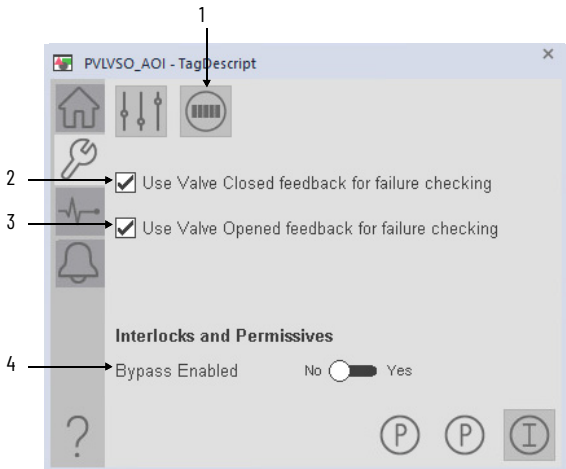 1
PVLVSO_AOI - TagDescript
2
Use Valve Closed feedback for failure checking
3
Use Valve Opened feedback for failure checking
Interlocks and Permissives
4
Bypass Enabled No Yes
? P P I